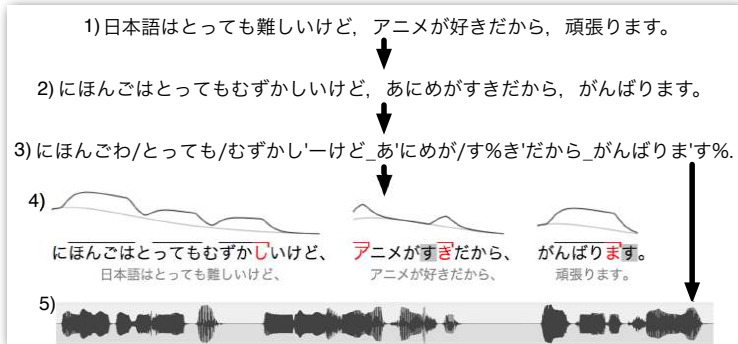 1)日本語はとっても難しいけど，アニメが好きだから，頑張ります。
2)にほんごはとってもむずかしいけど，あにめがすきだから，がんばります。
3)にほんごわ/とっても/むずかし'ーけど_あ'にめが/す%き'だから_がんばりま'す%.
4)
にほんごはとってもむずかしいけど、 アニメがすきだから、 がんばります。
日本語はとっても難しいけど、 アニメが好きだから、 頑張ります。
5)